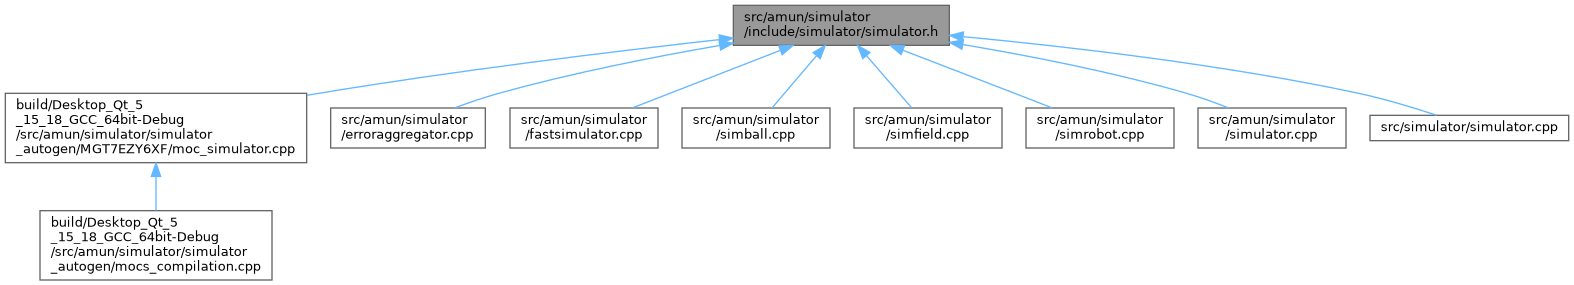 src/amun/simulator
/include/simulator/simulator.h
build/Desktop_Qt_5
_15_18_GCC_64bit-Debug
/src/amun/simulator/simulator
_autogen/MGT7EZY6XF/moc_simulator.cpp
src/amun/simulator
/erroraggregator.cpp
src/amun/simulator
/fastsimulator.cpp
src/amun/simulator
/simball.cpp
src/amun/simulator
/simfield.cpp
src/amun/simulator
/simrobot.cpp
src/amun/simulator
/simulator.cpp
src/simulator/simulator.cpp
build/Desktop_Qt_5
_15_18_GCC_64bit-Debug
/src/amun/simulator/simulator
_autogen/mocs_compilation.cpp